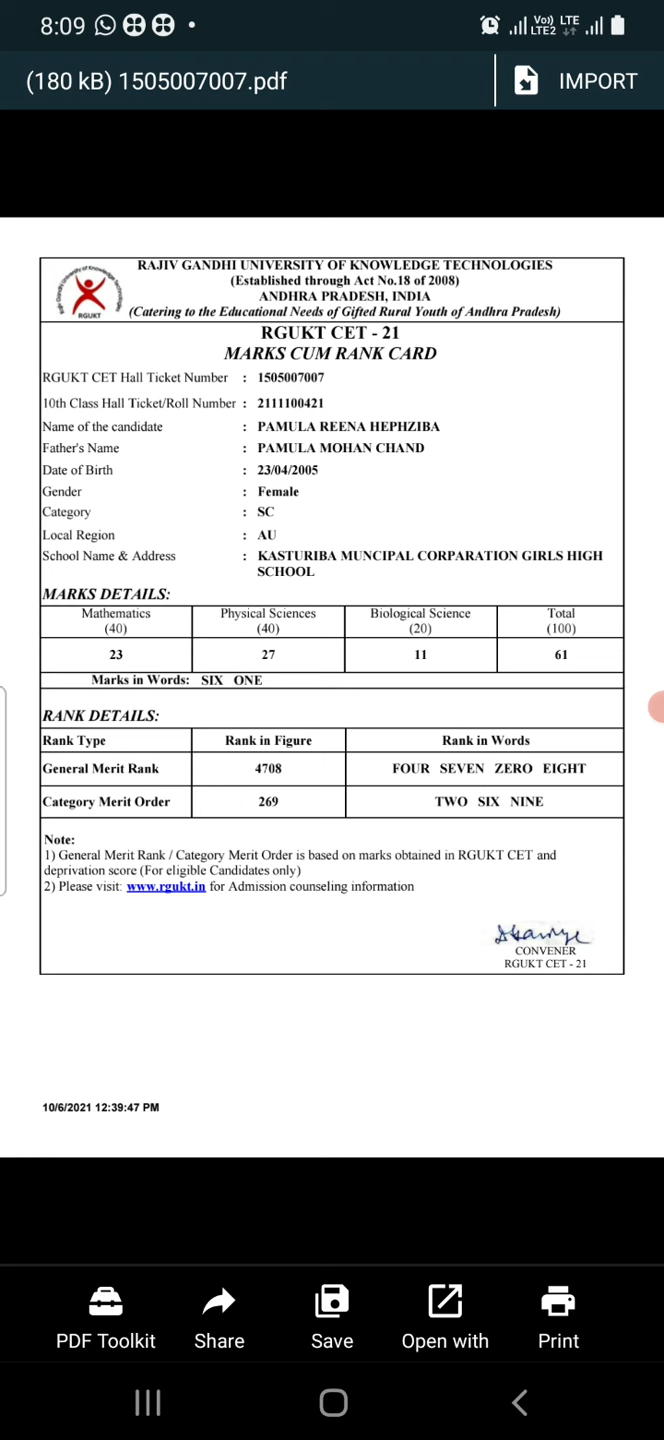 8:09
Vo)) LTE
LTE2
(180 kB) 1505007007.pdf
IMPORT
RGUKT
RAJIV GANDHI UNIVERSITY OF KNOWLEDGE TECHNOLOGIES
(Established through Act No.18 of 2008)
ANDHRA PRADESH, INDIA
(Catering to the Educational Needs of Gifted Rural Youth of Andhra Pradesh)
RGUKT CET - 21
MARKS CUM RANK CARD
RGUKT CET Hall Ticket Number : 1505007007
10th Class Hall Ticket/Roll Number : 2111100421
Name of the candidate : PAMULA REENA HEPHZIBA
Father's Name : PAMULA MOHAN CHAND
Date of Birth : 23/04/2005
Gender : Female
Category : SC
Local Region : AU
School Name & Address : KASTURIBA MUNCIPAL CORPARATION GIRLS HIGH
SCHOOL
MARKS DETAILS:
Mathematics Physical Sciences Biological Science Total
(40) (40) (20) (100)
23 27 11 61
Marks in Words: SIX ONE
RANK DETAILS:
Rank Type Rank in Figure Rank in Words
General Merit Rank 4708 FOUR SEVEN ZERO EIGHT
Category Merit Order 269 TWO SIX NINE
Note:
1) General Merit Rank / Category Merit Order is based on marks obtained in RGUKT CET and
deprivation score (For eligible Candidates only)
2) Please visit: www.rgukt.in for Admission counseling information
CONVENER
RGUKT CET - 21
10/6/2021 12:39:47 PM
PDF Toolkit Share Save Open with Print